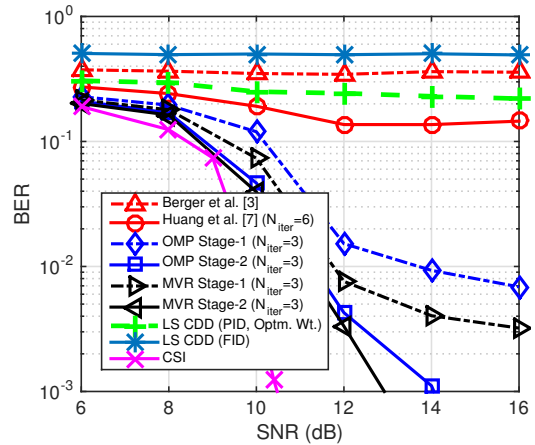 10^0
10^-1
10^-2
10^-3
BER
Berger et al. [3]
Huang et al. [7] (N_iter=6)
OMP Stage-1 (N_iter=3)
OMP Stage-2 (N_iter=3)
MVR Stage-1 (N_iter=3)
MVR Stage-2 (N_iter=3)
LS CDD (PID, Optm. Wt.)
LS CDD (FID)
CSI
6 8 10 12 14 16
SNR (dB)